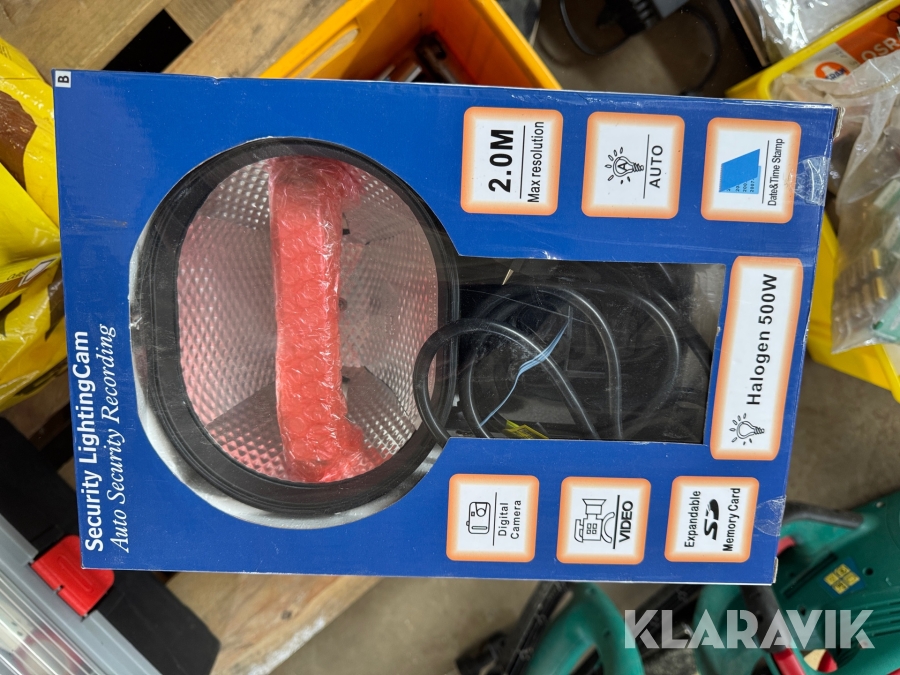 B
Security LightingCam
Auto Security Recording
2.0M
Max resolution
AUTO
Date&Time Stamp
Halogen 500W
Digital
Camera
VIDEO
Expandable
SD
Memory Card
KLARAVIK